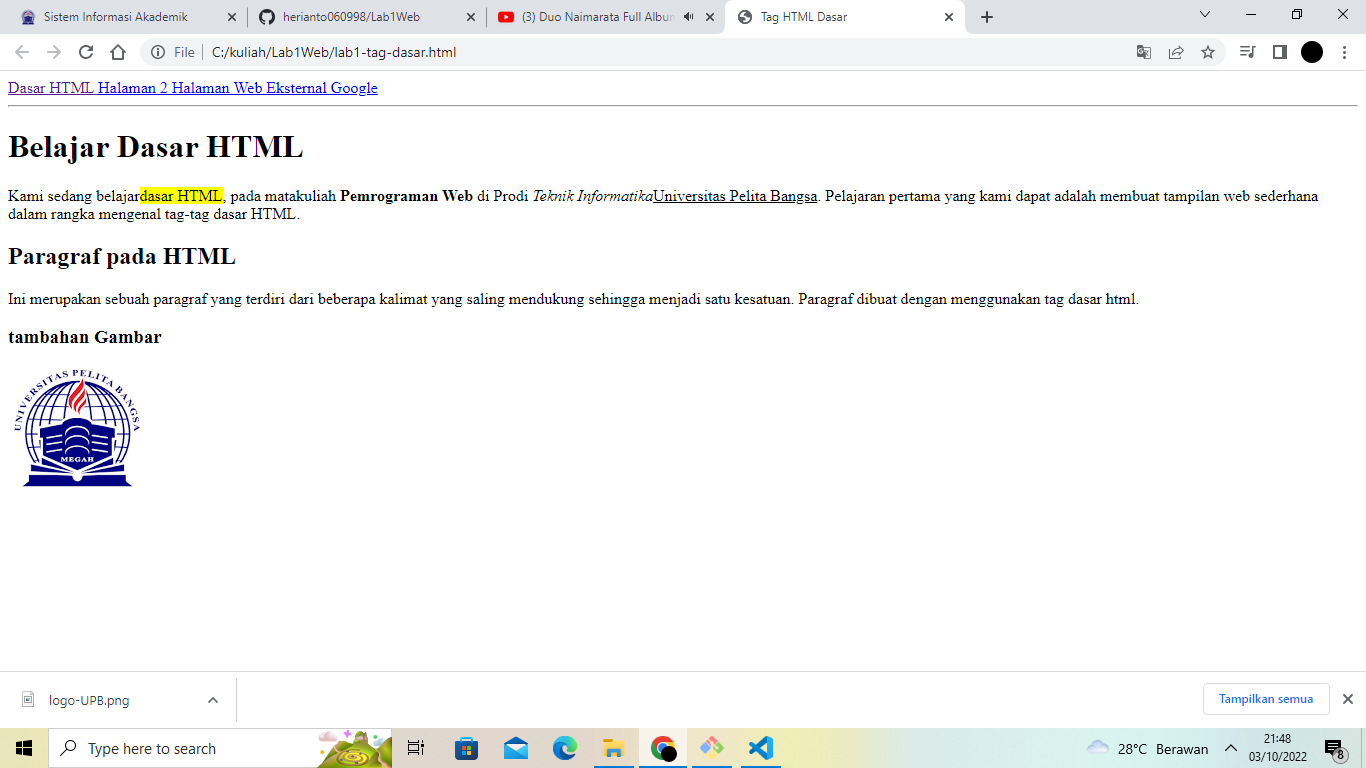 Sistem Informasi Akademik
herianto060998/Lab1Web
(3) Duo Naimarata Full Album
Tag HTML Dasar
File
C:/kuliah/Lab1Web/lab1-tag-dasar.html
Dasar HTML Halaman 2 Halaman Web Eksternal Google
Belajar Dasar HTML
Kami sedang belajardasar HTML, pada matakuliah Pemrograman Web di Prodi Teknik InformatikaUniversitas Pelita Bangsa. Pelajaran pertama yang kami dapat adalah membuat tampilan web sederhana
dalam rangka mengenal tag-tag dasar HTML.
Paragraf pada HTML
Ini merupakan sebuah paragraf yang terdiri dari beberapa kalimat yang saling mendukung sehingga menjadi satu kesatuan. Paragraf dibuat dengan menggunakan tag dasar html.
tambahan Gambar
UNIVERSITAS PELITA BANGSA
MEGAH
logo-UPB.png
Tampilkan semua
Type here to search
28°C Berawan
21:48
03/10/2022
8